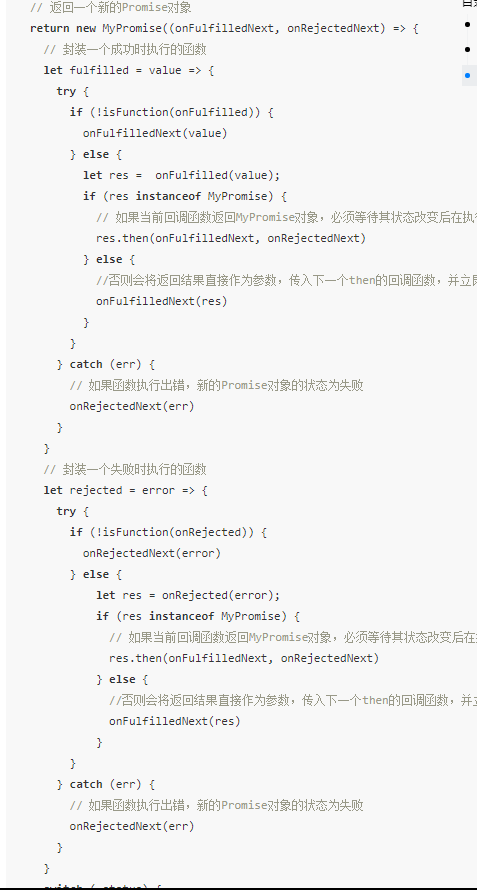 // 返回一个新的Promise对象
return new MyPromise((onFulfilledNext, onRejectedNext) => {
  // 封装一个成功时执行的函数
  let fulfilled = value => {
    try {
      if (!isFunction(onFulfilled)) {
        onFulfilledNext(value)
      } else {
        let res =  onFulfilled(value);
        if (res instanceof MyPromise) {
          // 如果当前回调函数返回MyPromise对象，必须等待其状态改变后在执行
          res.then(onFulfilledNext, onRejectedNext)
        } else {
          //否则会将返回结果直接作为参数，传入下一个then的回调函数，并立即
          onFulfilledNext(res)
        }
      }
    } catch (err) {
      // 如果函数执行出错，新的Promise对象的状态为失败
      onRejectedNext(err)
    }
  }
  // 封装一个失败时执行的函数
  let rejected = error => {
    try {
      if (!isFunction(onRejected)) {
        onRejectedNext(error)
      } else {
          let res = onRejected(error);
          if (res instanceof MyPromise) {
            // 如果当前回调函数返回MyPromise对象，必须等待其状态改变后在
            res.then(onFulfilledNext, onRejectedNext)
          } else {
            //否则会将返回结果直接作为参数，传入下一个then的回调函数，并立
            onFulfilledNext(res)
          }
      }
    } catch (err) {
      // 如果函数执行出错，新的Promise对象的状态为失败
      onRejectedNext(err)
    }
  }